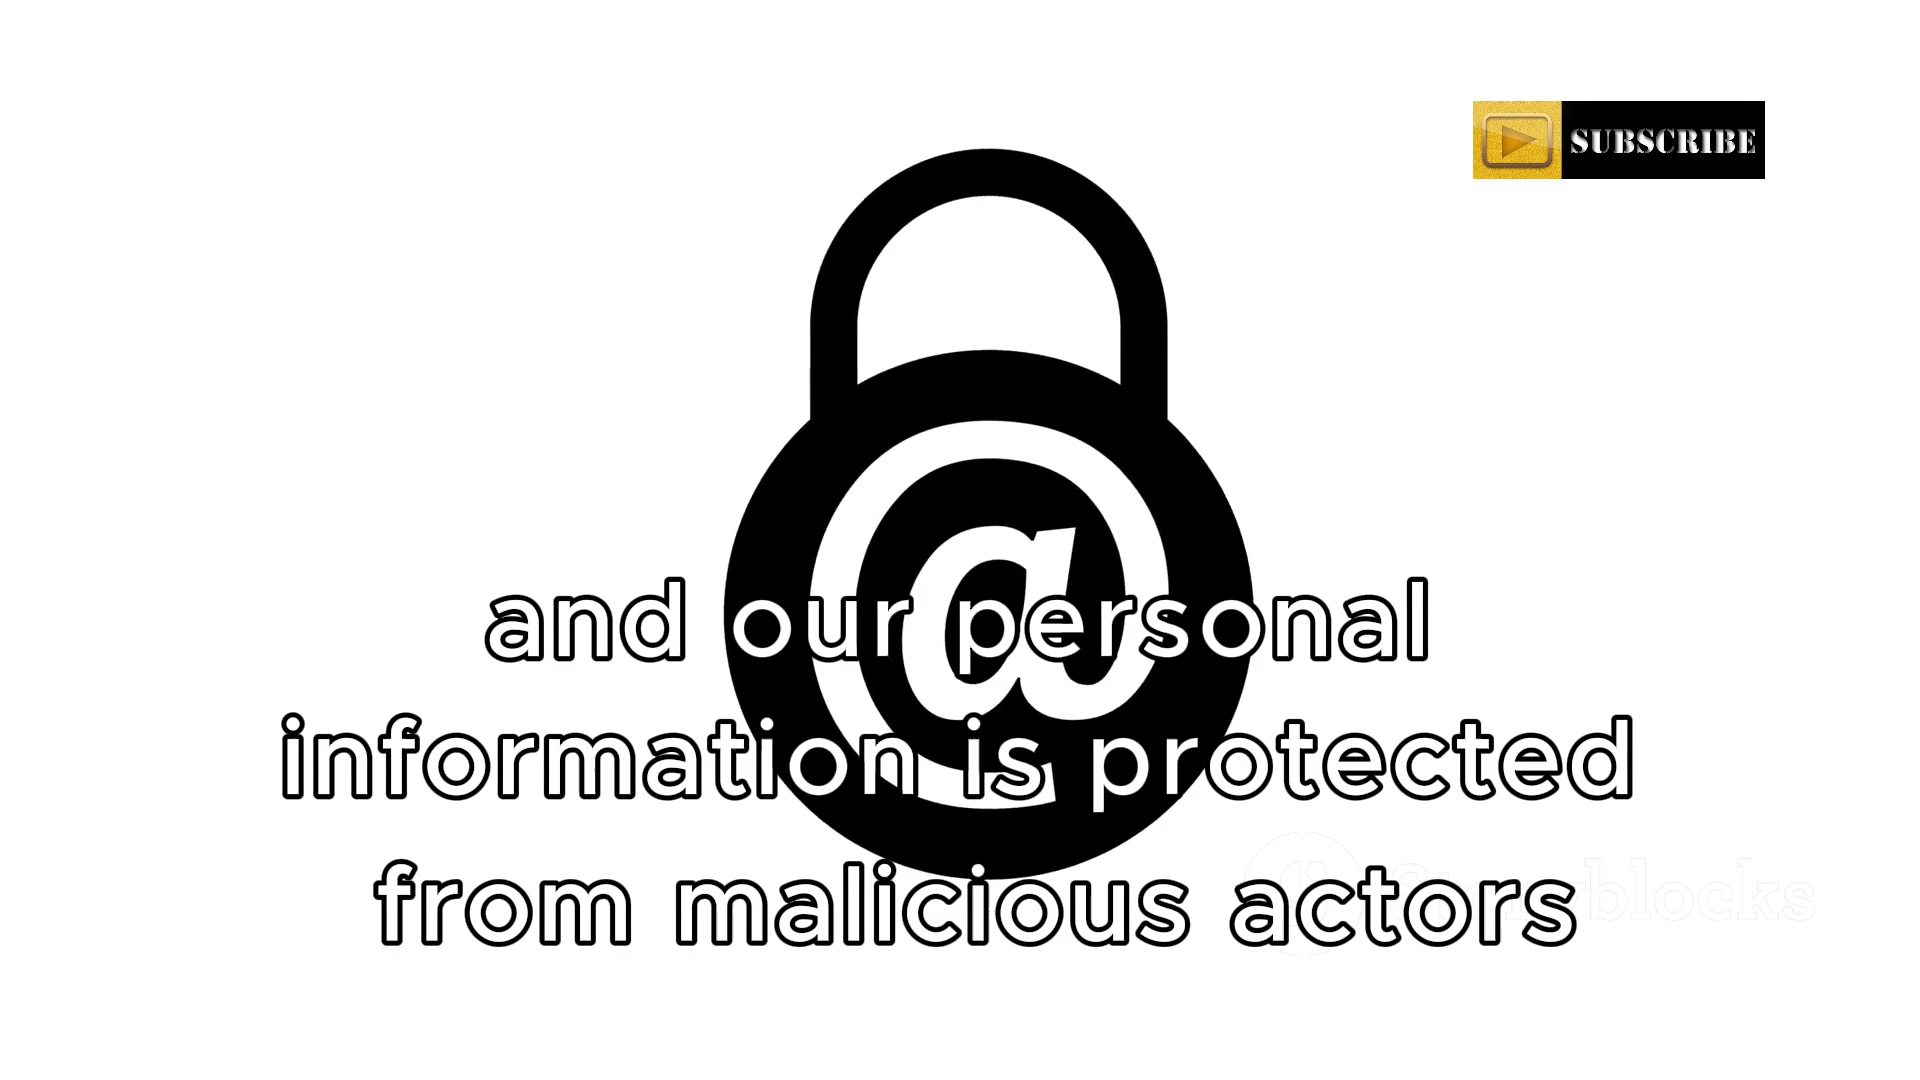 SUBSCRIBE
@
and our personal
information is protected
from malicious actors